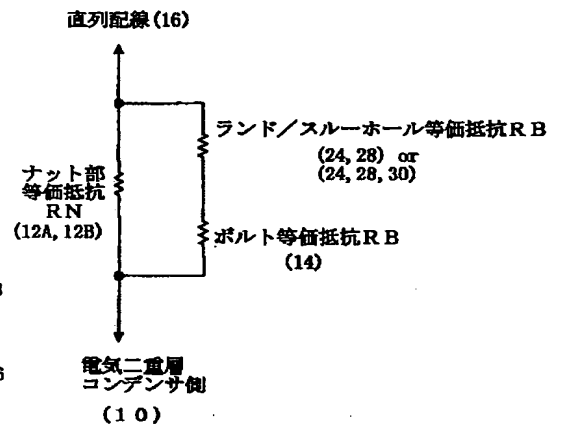 直列配線(16)
ランド/スルーホール等価抵抗RB
(24,28) or
(24,28,30)
ナット部
等価抵抗
RN
(12A,12B)
ボルト等価抵抗RB
(14)
電気二重層
コンデンサ側
(10)